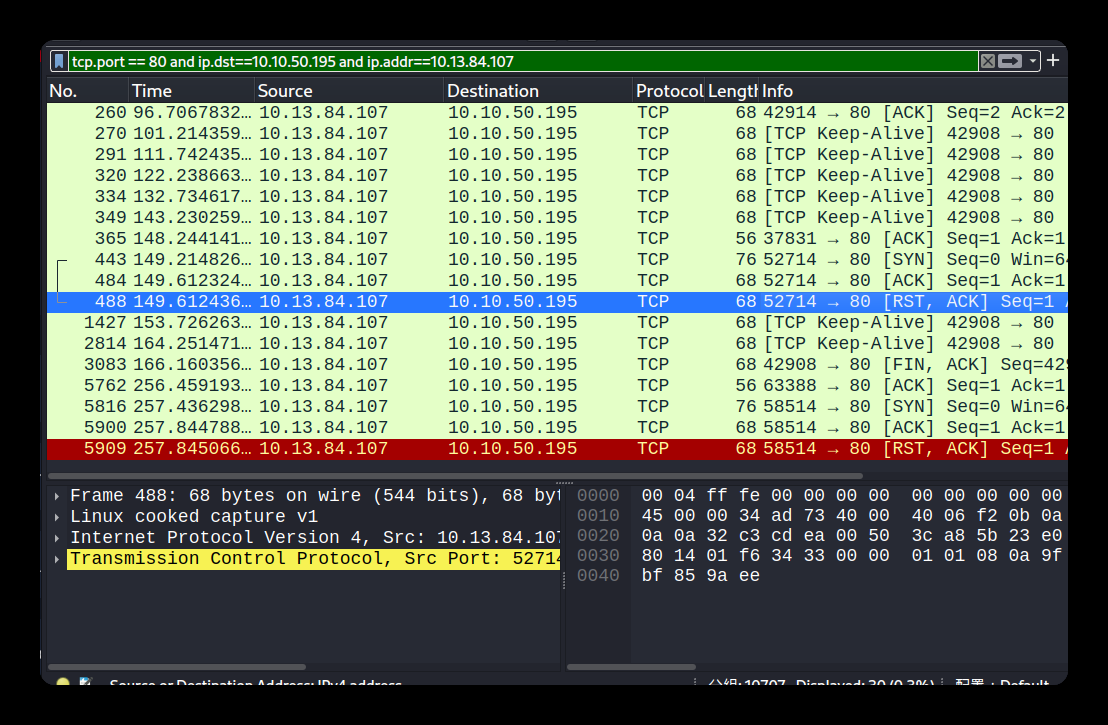 tcp.port == 80 and ip.dst==10.10.50.195 and ip.addr==10.13.84.107
No. Time Source Destination Protocol Length Info
260 96.7067832… 10.13.84.107 10.10.50.195 TCP 68 42914 → 80 [ACK] Seq=2 Ack=2
270 101.214359… 10.13.84.107 10.10.50.195 TCP 68 [TCP Keep-Alive] 42908 → 80
291 111.742435… 10.13.84.107 10.10.50.195 TCP 68 [TCP Keep-Alive] 42908 → 80
320 122.238663… 10.13.84.107 10.10.50.195 TCP 68 [TCP Keep-Alive] 42908 → 80
334 132.734617… 10.13.84.107 10.10.50.195 TCP 68 [TCP Keep-Alive] 42908 → 80
349 143.230259… 10.13.84.107 10.10.50.195 TCP 68 [TCP Keep-Alive] 42908 → 80
365 148.244141… 10.13.84.107 10.10.50.195 TCP 56 37831 → 80 [ACK] Seq=1 Ack=1
443 149.214826… 10.13.84.107 10.10.50.195 TCP 76 52714 → 80 [SYN] Seq=0 Win=64
484 149.612324… 10.13.84.107 10.10.50.195 TCP 68 52714 → 80 [ACK] Seq=1 Ack=1
488 149.612436… 10.13.84.107 10.10.50.195 TCP 68 52714 → 80 [RST, ACK] Seq=1 A
1427 153.726263… 10.13.84.107 10.10.50.195 TCP 68 [TCP Keep-Alive] 42908 → 80
2814 164.251471… 10.13.84.107 10.10.50.195 TCP 68 [TCP Keep-Alive] 42908 → 80
3083 166.160356… 10.13.84.107 10.10.50.195 TCP 68 42908 → 80 [FIN, ACK] Seq=429
5762 256.459193… 10.13.84.107 10.10.50.195 TCP 56 63388 → 80 [ACK] Seq=1 Ack=1
5816 257.436298… 10.13.84.107 10.10.50.195 TCP 76 58514 → 80 [SYN] Seq=0 Win=64
5900 257.844788… 10.13.84.107 10.10.50.195 TCP 68 58514 → 80 [ACK] Seq=1 Ack=1
5909 257.845066… 10.13.84.107 10.10.50.195 TCP 68 58514 → 80 [RST, ACK] Seq=1 A
Frame 488: 68 bytes on wire (544 bits), 68 byt
Linux cooked capture v1
Internet Protocol Version 4, Src: 10.13.84.107
Transmission Control Protocol, Src Port: 52714
0000 00 04 ff fe 00 00 00 00 00 00 00 00 00
0010 45 00 00 34 ad 73 40 00 40 06 f2 0b 0a
0020 0a 0a 32 c3 cd ea 00 50 3c a8 5b 23 e0
0030 80 14 01 f6 34 33 00 00 01 01 08 0a 9f
0040 bf 85 9a ee
Source or Destination Address: IPv4 address
分组: 10707 · Displayed: 30 (0.3%)
配置 : Default